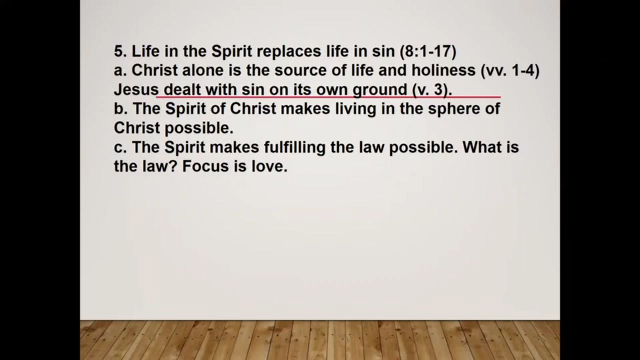 5. Life in the Spirit replaces life in sin (8:1-17)
a. Christ alone is the source of life and holiness (vv. 1-4)
Jesus dealt with sin on its own ground (v. 3).
b. The Spirit of Christ makes living in the sphere of
Christ possible.
c. The Spirit makes fulfilling the law possible. What is
the law? Focus is love.